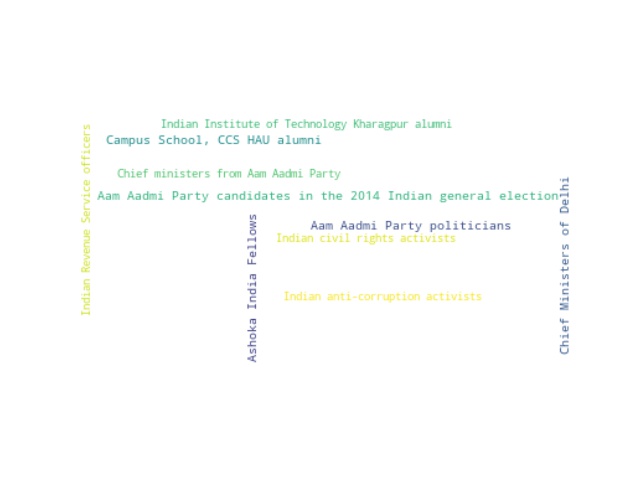 Indian Institute of Technology Kharagpur alumni
Campus School, CCS HAU alumni
Chief ministers from Aam Aadmi Party
Aam Aadmi Party candidates in the 2014 Indian general election
Aam Aadmi Party politicians
Indian civil rights activists
Indian anti-corruption activists
Indian Revenue Service officers
Ashoka India Fellows
Chief Ministers of Delhi